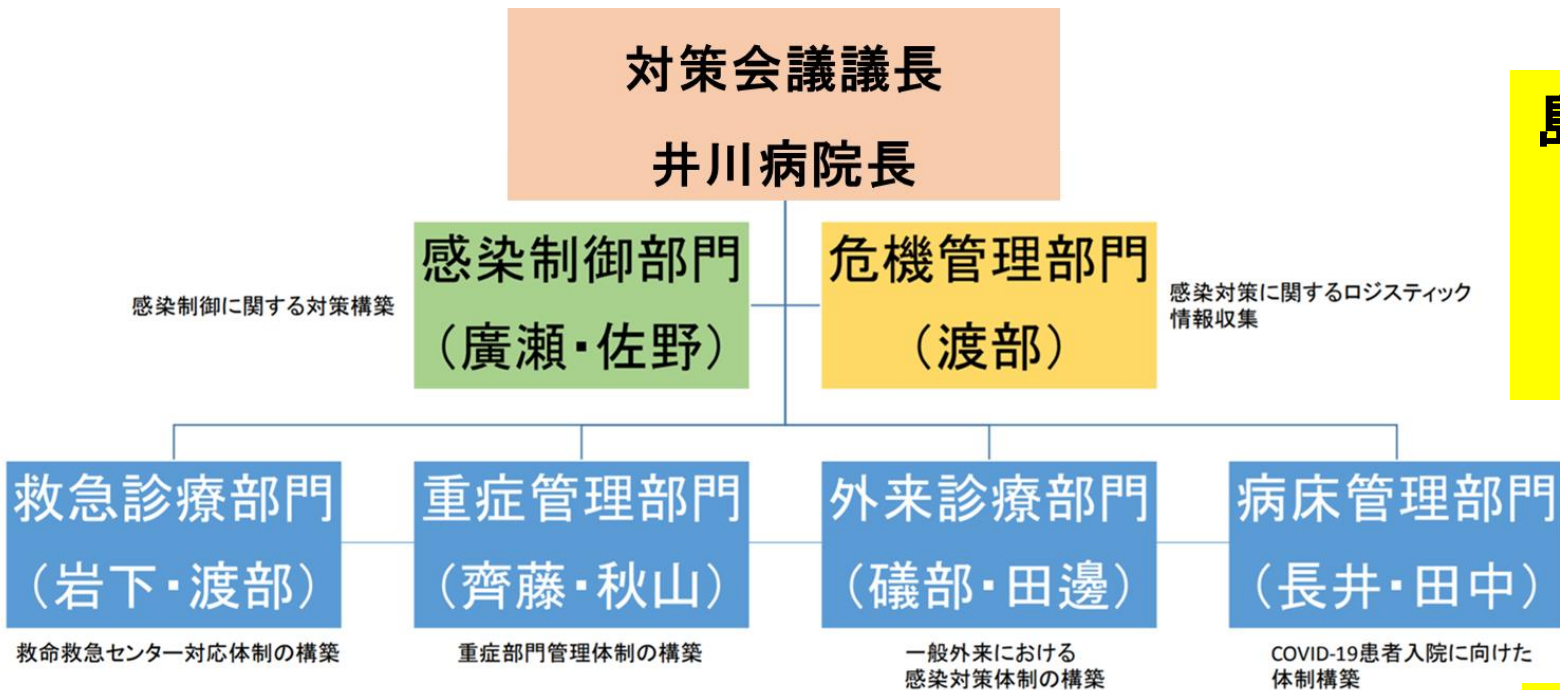 対策会議議長
井川病院長
感染制御部門
（廣瀬・佐野）
感染制御に関する対策構築
危機管理部門
（渡部）
感染対策に関するロジスティック
情報収集
救急診療部門
（岩下・渡部）
救命救急センター対応体制の構築
重症管理部門
（齊藤・秋山）
重症部門管理体制の構築
外来診療部門
（礒部・田邊）
一般外来における
感染対策体制の構築
病床管理部門
（長井・田中）
COVID-19患者入院に向けた
体制構築